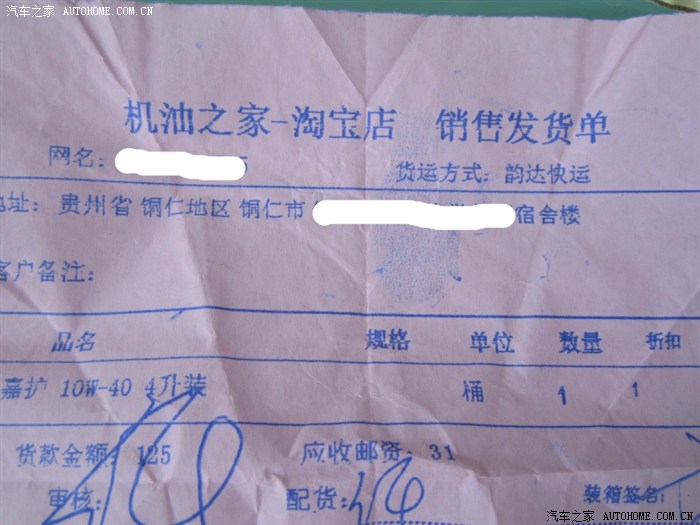 汽车之家 AUTOHOME.COM.CN
机油之家-淘宝店 销售发货单
网名: 货运方式: 韵达快运
地址: 贵州省 铜仁地区 铜仁市 宿舍楼
客户备注:
品名 规格 单位 数量 折扣
嘉护 10W-40 4升装 桶 1 1
货款金额: 125 应收邮资: 31
审核: 配货: 装箱签名:
汽车之家 AUTOHOME.COM.CN